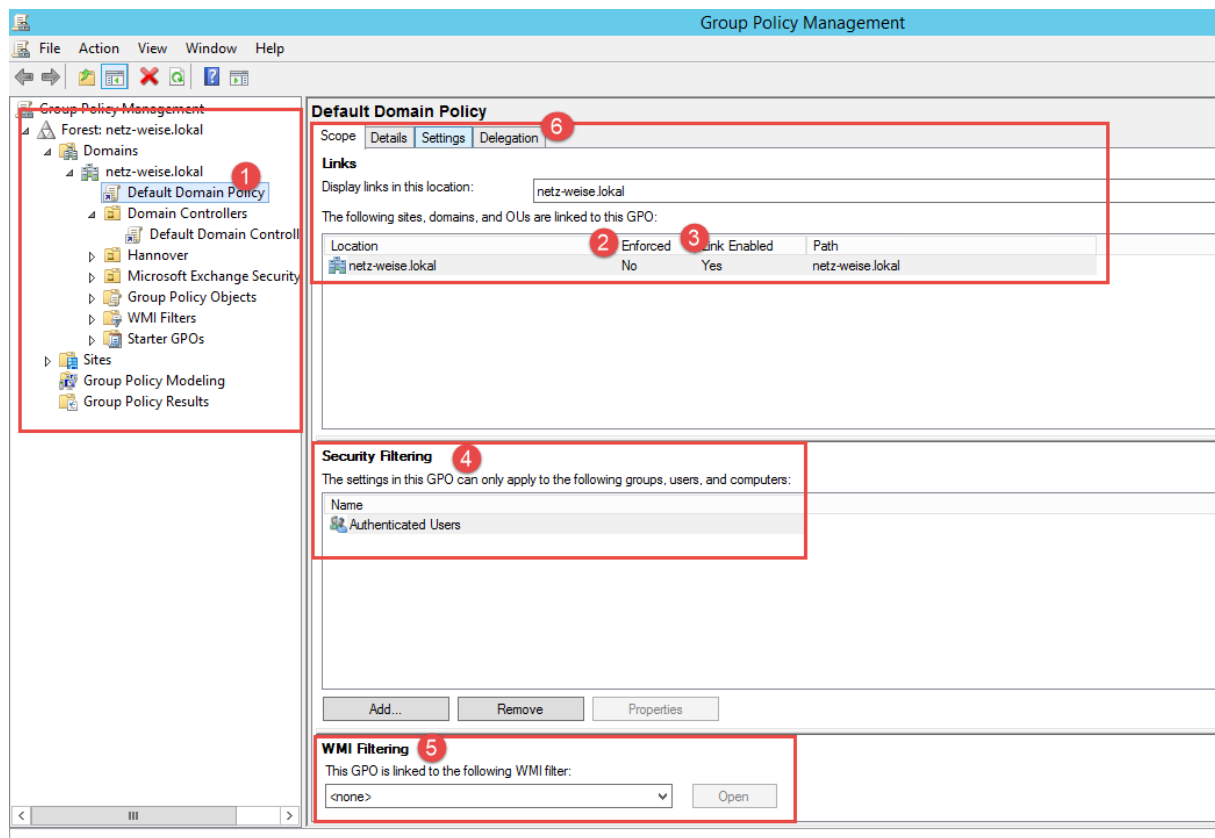 Group Policy Management
File Action View Window Help
Group Policy Management
Forest: netz-weise.lokal
Domains
netz-weise.lokal
1
Default Domain Policy
Domain Controllers
Default Domain Controll
Hannover
Microsoft Exchange Security
Group Policy Objects
WMI Filters
Starter GPOs
Sites
Group Policy Modeling
Group Policy Results
Default Domain Policy
Scope Details Settings Delegation 6
Links
Display links in this location: netz-weise.lokal
The following sites, domains, and OUs are linked to this GPO:
Location 2 Enforced 3 Link Enabled Path
netz-weise.lokal No Yes netz-weise.lokal
Security Filtering 4
The settings in this GPO can only apply to the following groups, users, and computers:
Name
Authenticated Users
Add... Remove Properties
WMI Filtering 5
This GPO is linked to the following WMI filter:
<none> Open